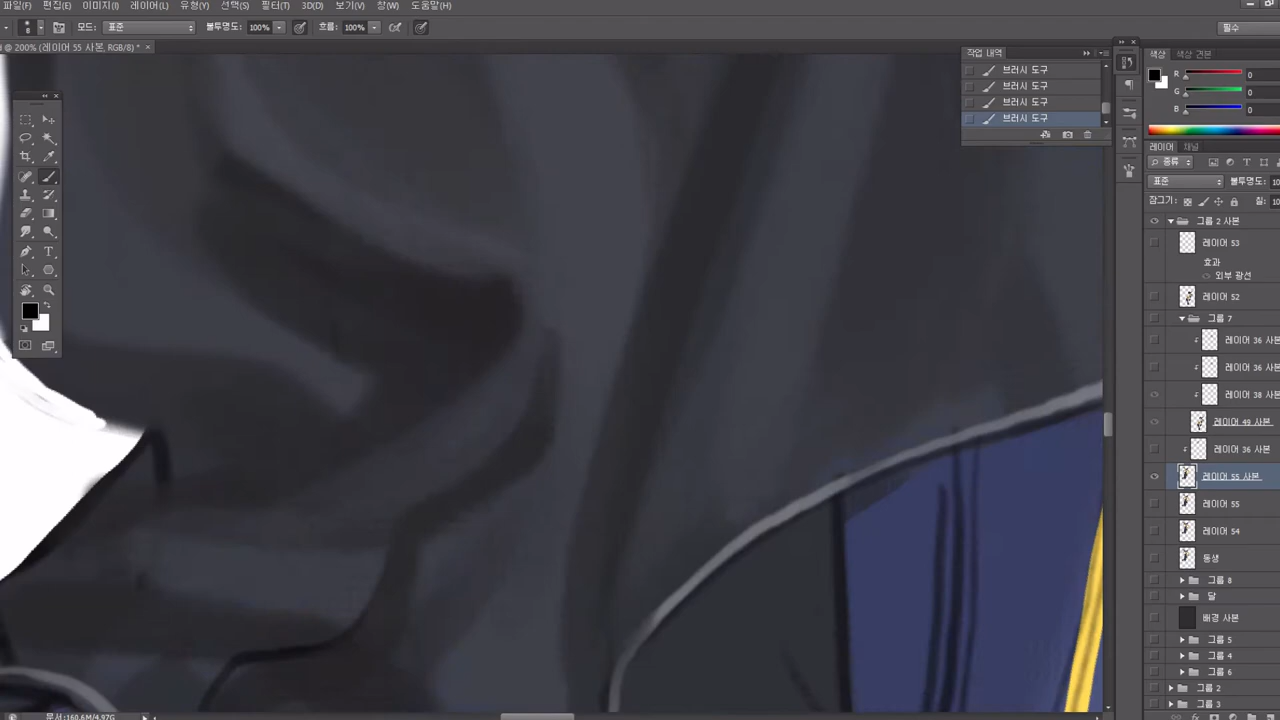 파일(F) 편집(E) 이미지(I) 레이어(L) 유형(Y) 선택(S) 필터(T) 3D(D) 보기(V) 창(W) 도움말(H)
8 모드: 표준 불투명도: 100% 흐름: 100% 필수
@ 200% (레이어 55 사본, RGB/8) *
작업 내역
브러시 도구
브러시 도구
브러시 도구
브러시 도구
색상 색상 견본
R 0
G 0
B 0
레이어 채널
종류
표준 불투명도: 10
잠그기: 칠: 10
그룹 2 사본
레이어 53
효과
외부 광선
레이어 52
그룹 7
레이어 36 사본
레이어 36 사본
레이어 38 사본
레이어 49 사본
레이어 36 사본
레이어 55 사본
레이어 55
레이어 54
동생
그룹 8
달
배경 사본
그룹 5
그룹 4
그룹 6
그룹 2
그룹 3
문서:160.6M/4.97G